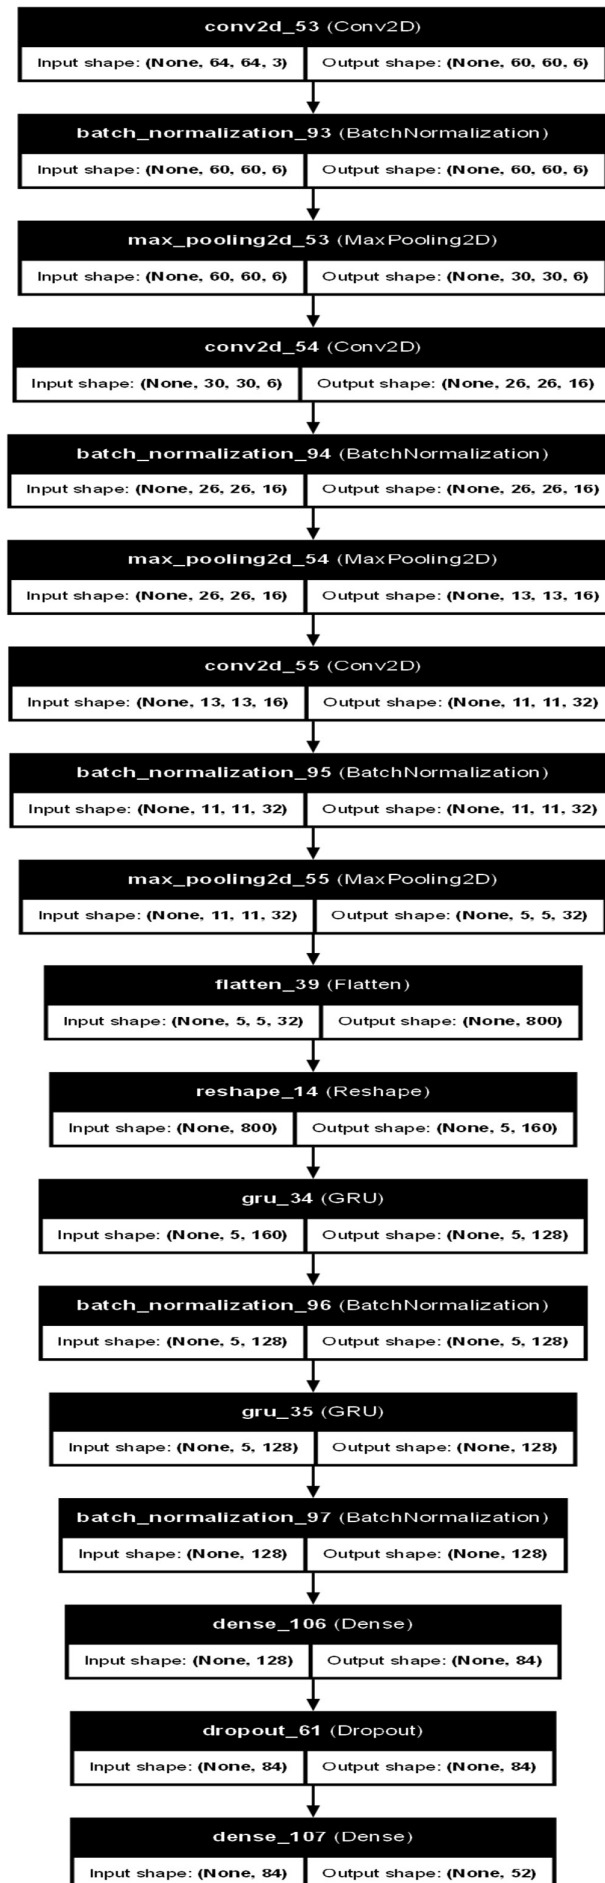 conv2d_53 (Conv2D)
Input shape: (None, 64, 64, 3) Output shape: (None, 60, 60, 6)
batch_normalization_93 (BatchNormalization)
Input shape: (None, 60, 60, 6) Output shape: (None, 60, 60, 6)
max_pooling2d_53 (MaxPooling2D)
Input shape: (None, 60, 60, 6) Output shape: (None, 30, 30, 6)
conv2d_54 (Conv2D)
Input shape: (None, 30, 30, 6) Output shape: (None, 26, 26, 16)
batch_normalization_94 (BatchNormalization)
Input shape: (None, 26, 26, 16) Output shape: (None, 26, 26, 16)
max_pooling2d_54 (MaxPooling2D)
Input shape: (None, 26, 26, 16) Output shape: (None, 13, 13, 16)
conv2d_55 (Conv2D)
Input shape: (None, 13, 13, 16) Output shape: (None, 11, 11, 32)
batch_normalization_95 (BatchNormalization)
Input shape: (None, 11, 11, 32) Output shape: (None, 11, 11, 32)
max_pooling2d_55 (MaxPooling2D)
Input shape: (None, 11, 11, 32) Output shape: (None, 5, 5, 32)
flatten_39 (Flatten)
Input shape: (None, 5, 5, 32) Output shape: (None, 800)
reshape_14 (Reshape)
Input shape: (None, 800) Output shape: (None, 5, 160)
gru_34 (GRU)
Input shape: (None, 5, 160) Output shape: (None, 5, 128)
batch_normalization_96 (BatchNormalization)
Input shape: (None, 5, 128) Output shape: (None, 5, 128)
gru_35 (GRU)
Input shape: (None, 5, 128) Output shape: (None, 128)
batch_normalization_97 (BatchNormalization)
Input shape: (None, 128) Output shape: (None, 128)
dense_106 (Dense)
Input shape: (None, 128) Output shape: (None, 84)
dropout_61 (Dropout)
Input shape: (None, 84) Output shape: (None, 84)
dense_107 (Dense)
Input shape: (None, 84) Output shape: (None, 52)